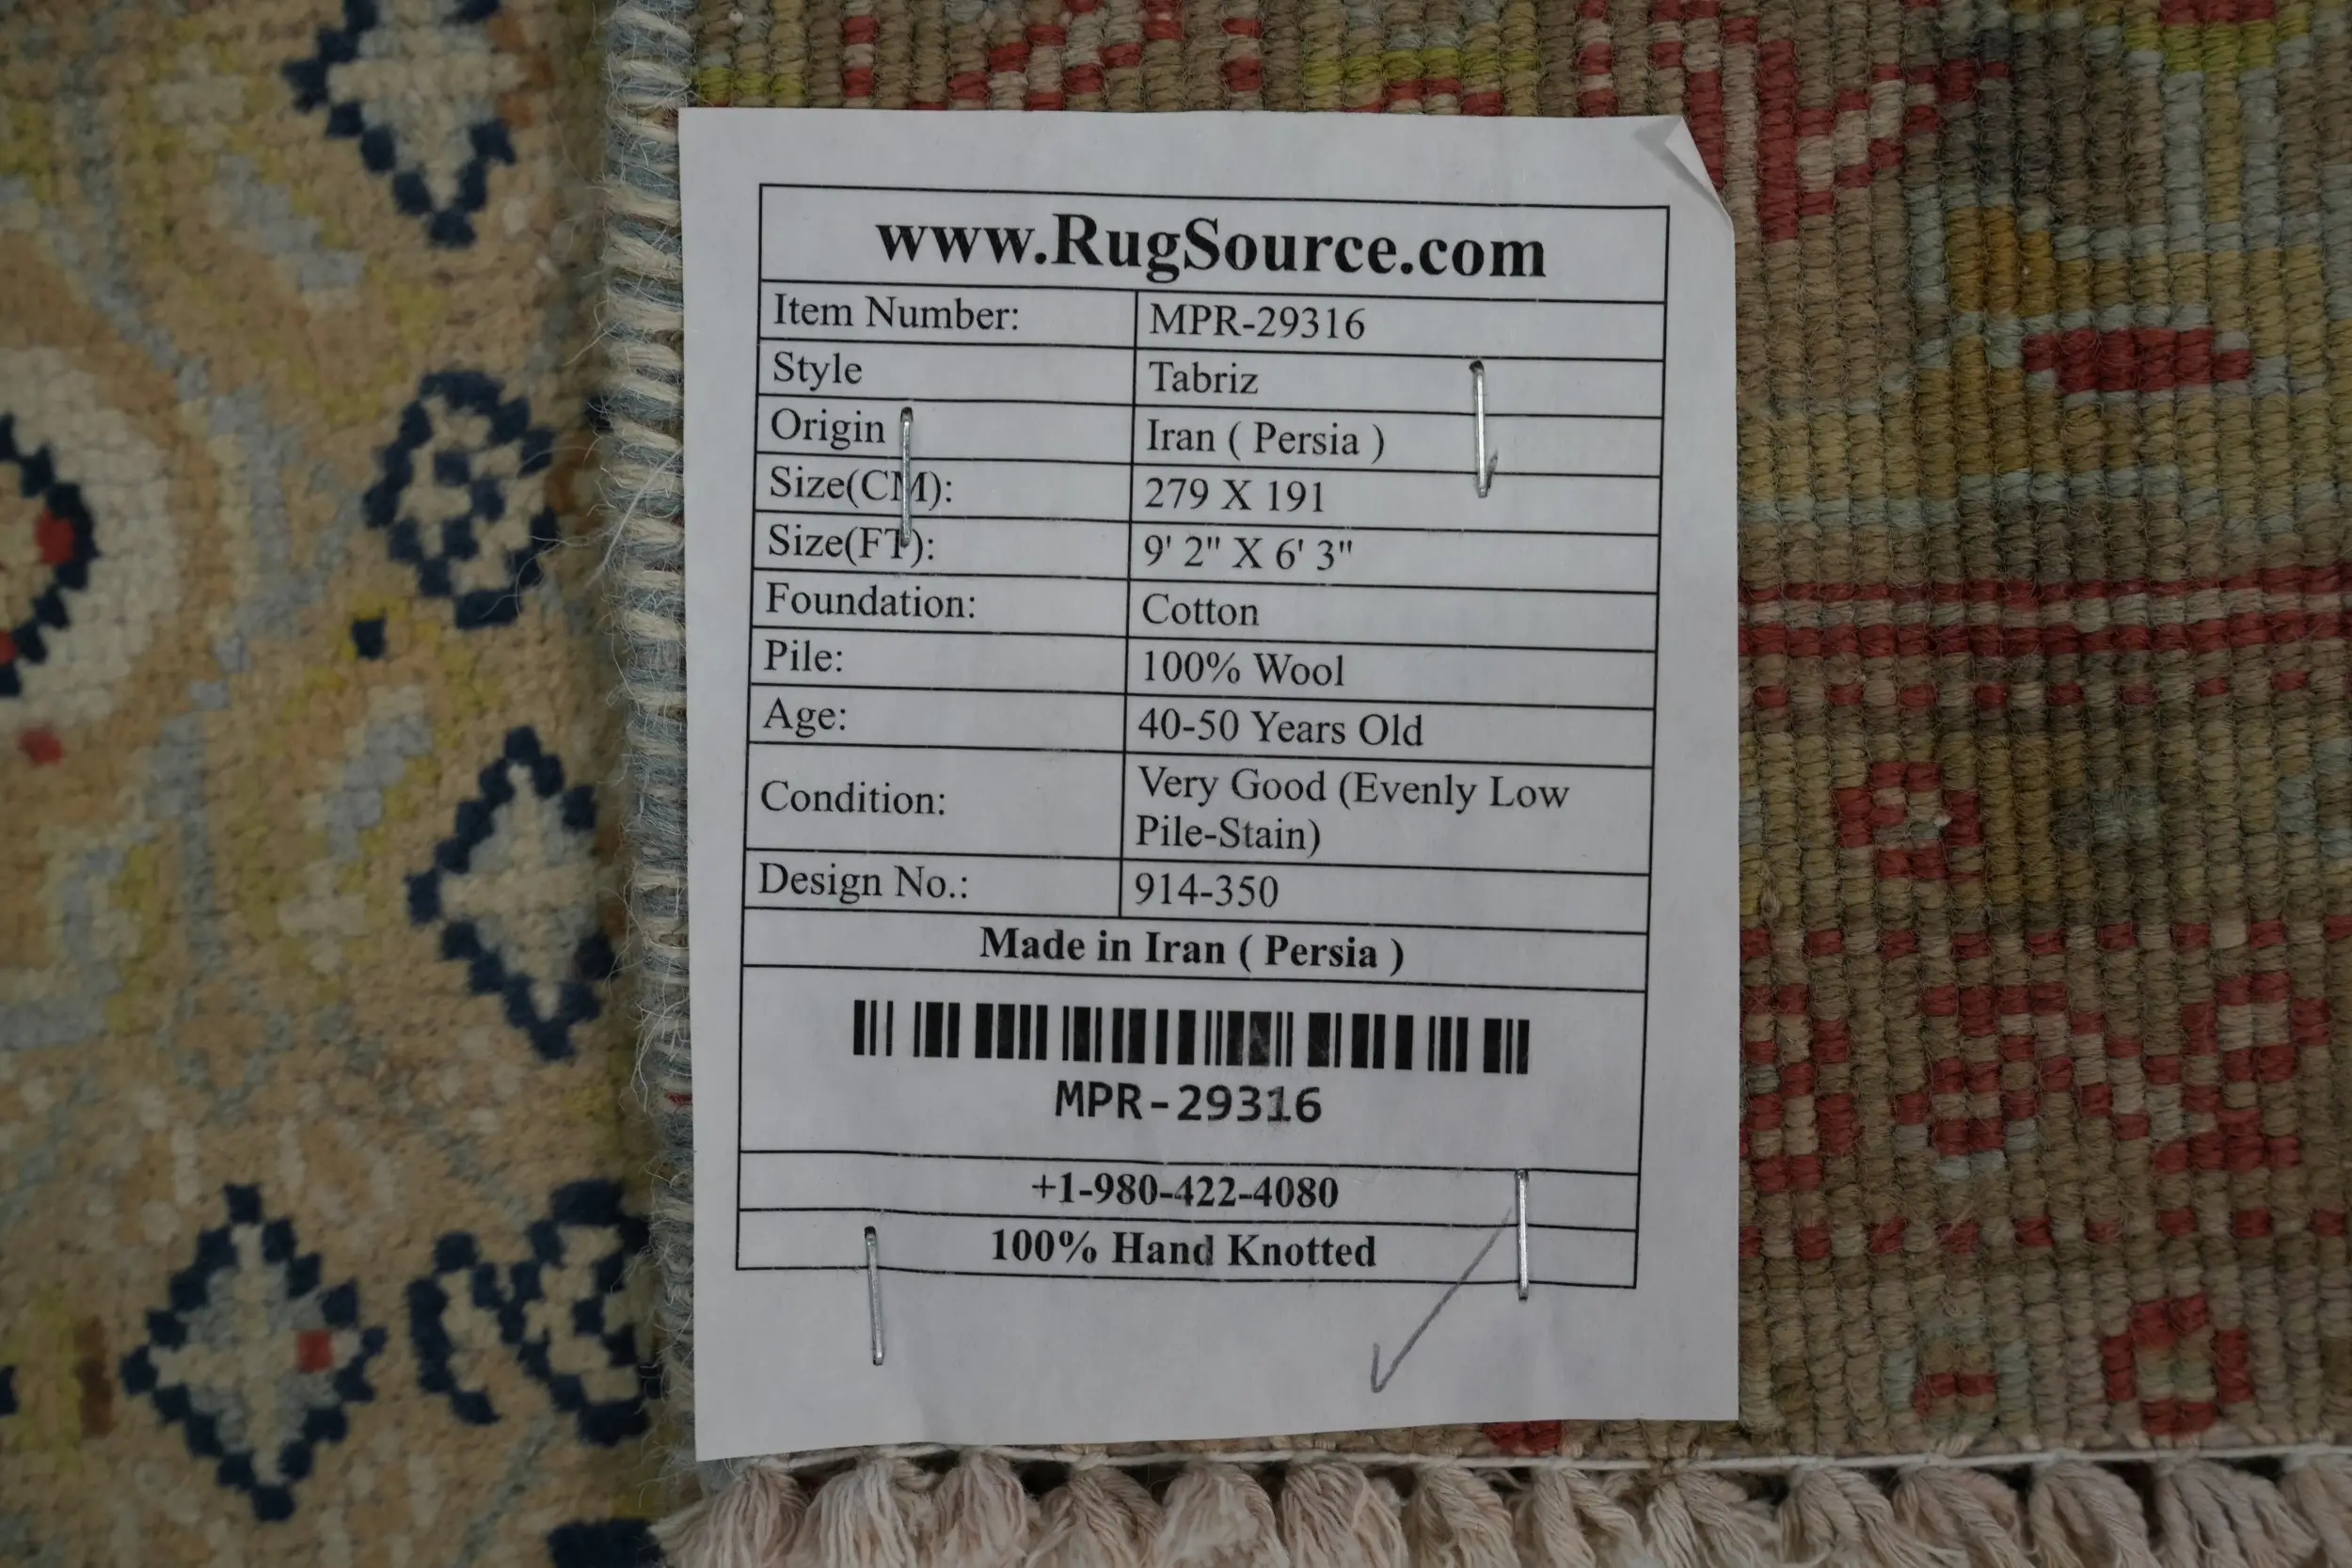 www.RugSource.com
Item Number: MPR-29316
Style Tabriz
Origin Iran ( Persia )
Size(CM): 279 X 191
Size(FT): 9' 2" X 6' 3"
Foundation: Cotton
Pile: 100% Wool
Age: 40-50 Years Old
Condition: Very Good (Evenly Low
Pile-Stain)
Design No.: 914-350
Made in Iran ( Persia )
MPR-29316
+1-980-422-4080
100% Hand Knotted